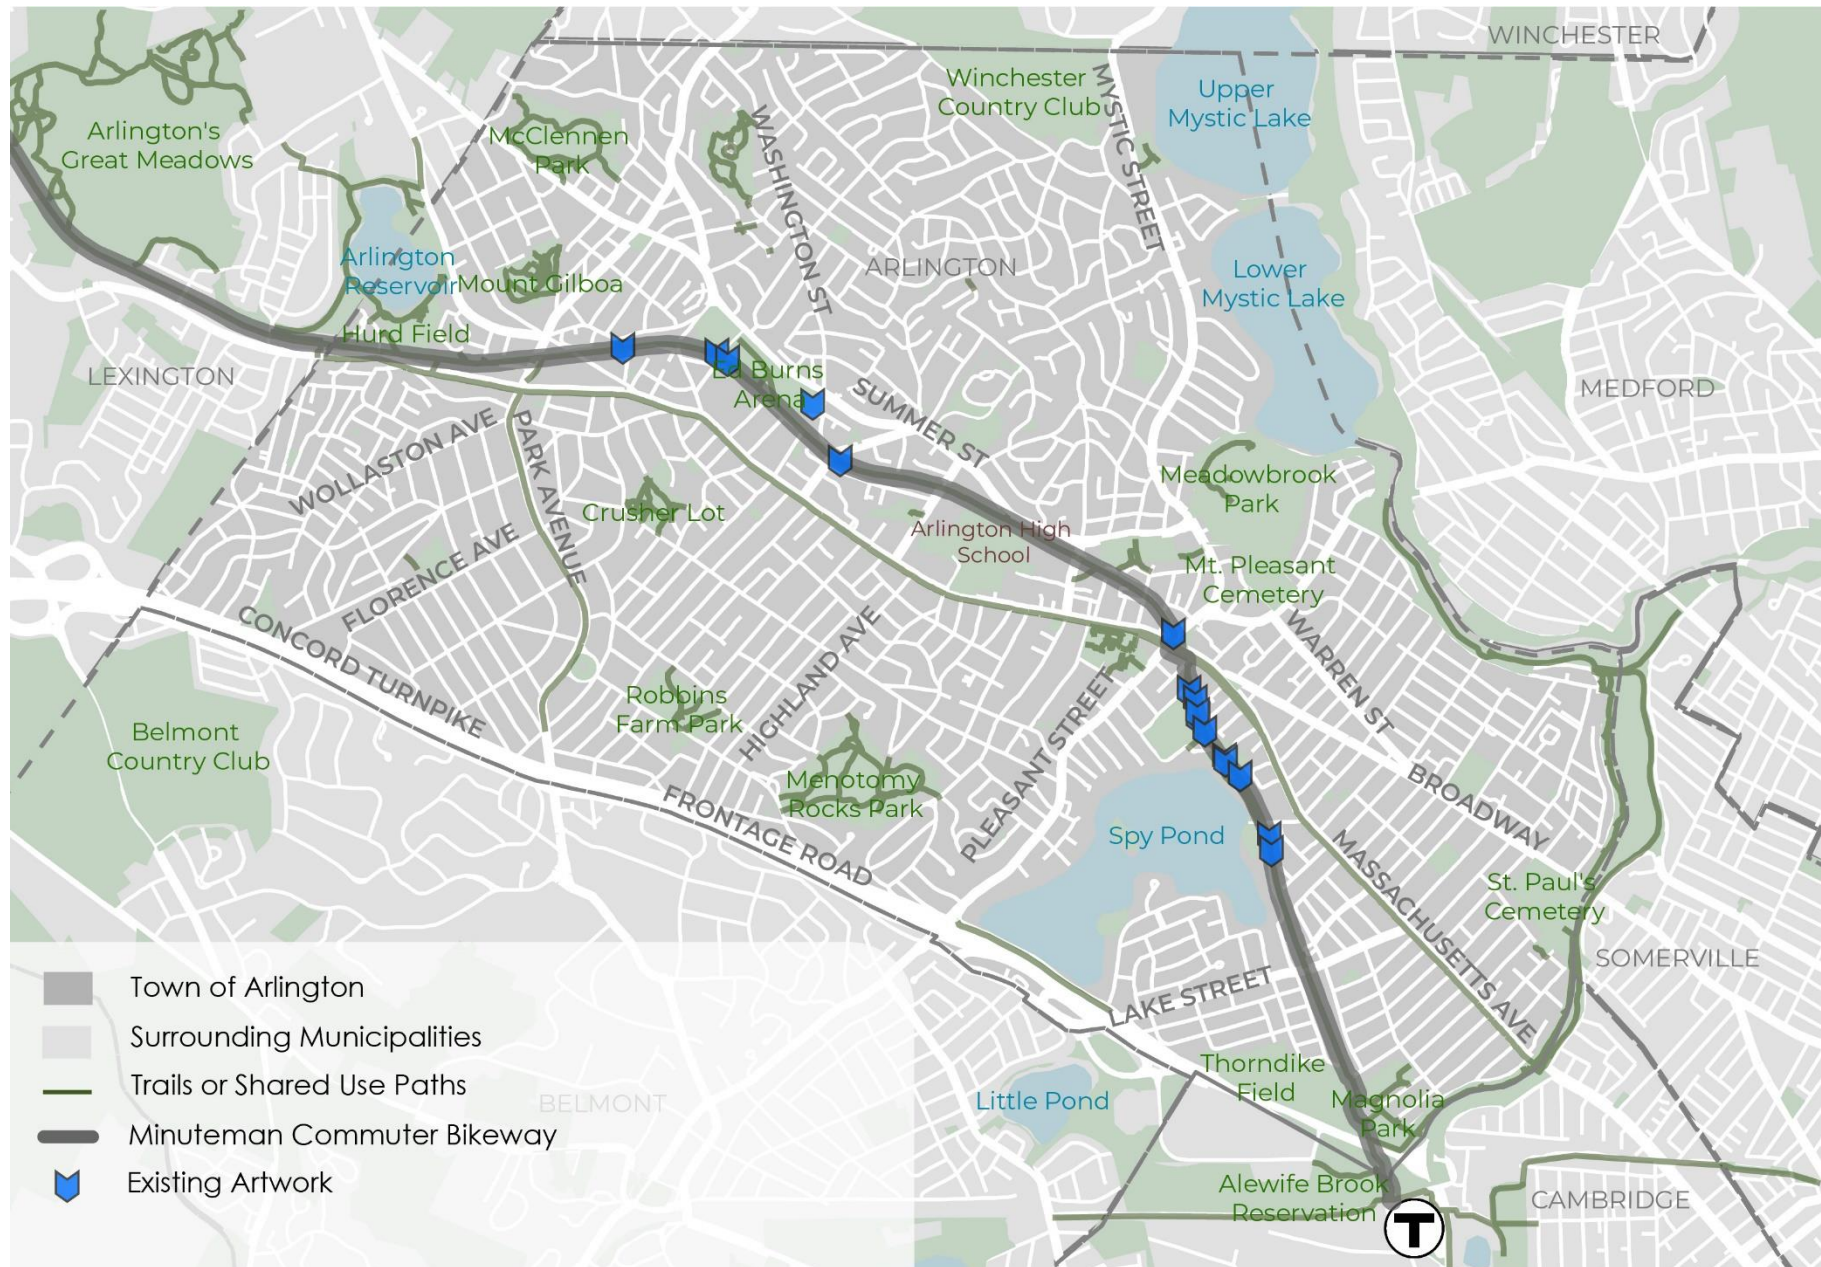 WINCHESTER
Winchester
Country Club
Upper
Mystic Lake
MYSTIC STREET
Arlington's
Great Meadows
McClennen
Park
WASHINGTON ST
Arlington
Reservoir
Mount Gilboa
ARLINGTON
Lower
Mystic Lake
Hurd Field
LEXINGTON
Ed Burns
Arena
SUMMER ST
MEDFORD
WOLLASTON AVE
PARK AVENUE
Crusher Lot
Meadowbrook
Park
Arlington High
School
FLORENCE AVE
Mt. Pleasant
Cemetery
CONCORD TURNPIKE
HIGHLAND AVE
WARREN ST
Robbins
Farm Park
PLEASANT STREET
Belmont
Country Club
Menotomy
Rocks Park
FRONTAGE ROAD
Spy Pond
BROADWAY
MASSACHUSETTS AVE
St. Paul's
Cemetery
SOMERVILLE
LAKE STREET
Thorndike
Field
Little Pond
Magnolia
Park
BELMONT
Alewife Brook
Reservation
CAMBRIDGE
T
Town of Arlington
Surrounding Municipalities
Trails or Shared Use Paths
Minuteman Commuter Bikeway
Existing Artwork